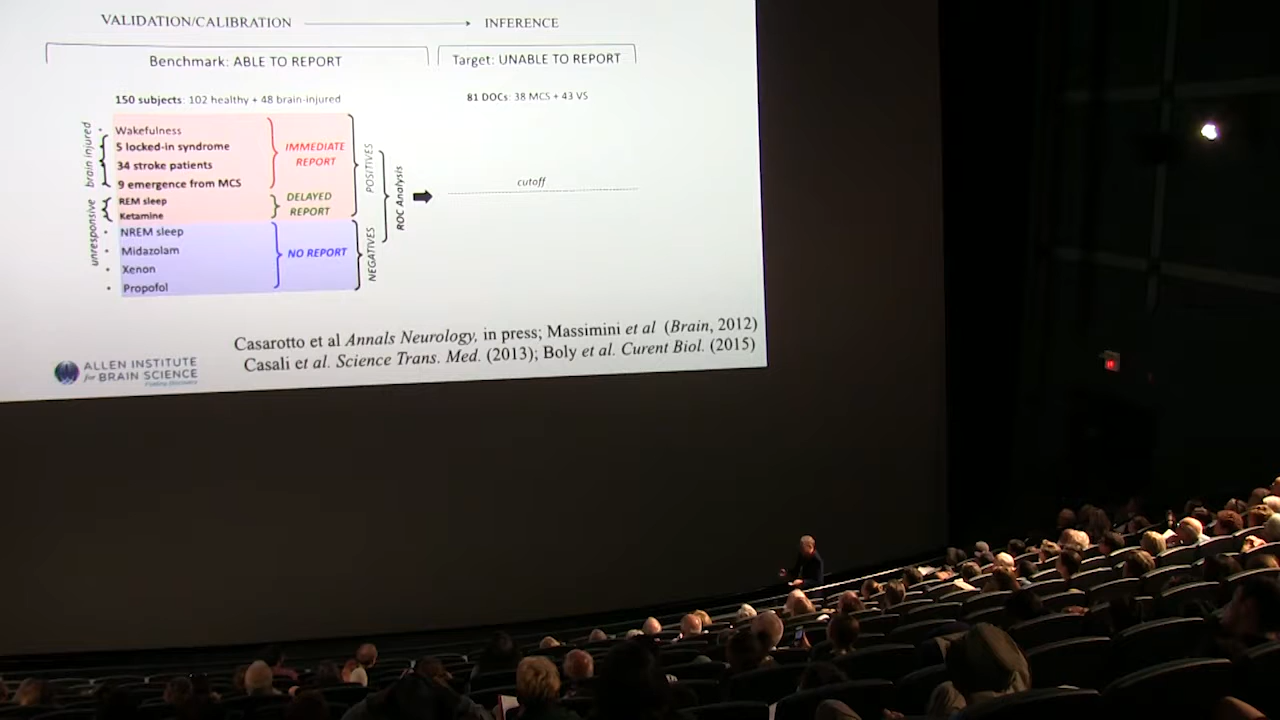 VALIDATION/CALIBRATION
INFERENCE
Benchmark: ABLE TO REPORT
Target: UNABLE TO REPORT
150 subjects: 102 healthy + 48 brain-injured
81 DOCs: 38 MCS + 43 VS
brain injured
unresponsive
• Wakefulness
5 locked-in syndrome
34 stroke patients
9 emergence from MCS
REM sleep
Ketamine
• NREM sleep
• Midazolam
• Xenon
• Propofol
IMMEDIATE
REPORT
DELAYED
REPORT
NO REPORT
POSITIVES
NEGATIVES
ROC Analysis
cutoff
Casarotto et al Annals Neurology, in press; Massimini et al (Brain, 2012)
Casali et al. Science Trans. Med. (2013); Boly et al. Curent Biol. (2015)
ALLEN INSTITUTE
for BRAIN SCIENCE